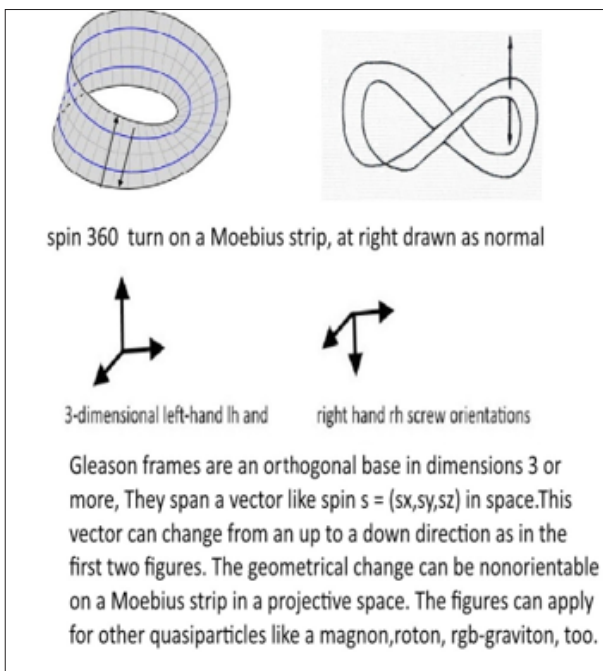 spin 360 turn on a Moebius strip, at right drawn as normal
3-dimensional left-hand lh and right hand rh screw orientations
Gleason frames are an orthogonal base in dimensions 3 or
more, They span a vector like spin s = (sx,sy,sz) in space.This
vector can change from an up to a down direction as in the
first two figures. The geometrical change can be nonorientable
on a Moebius strip in a projective space. The figures can apply
for other quasiparticles like a magnon,roton, rgb-graviton, too.